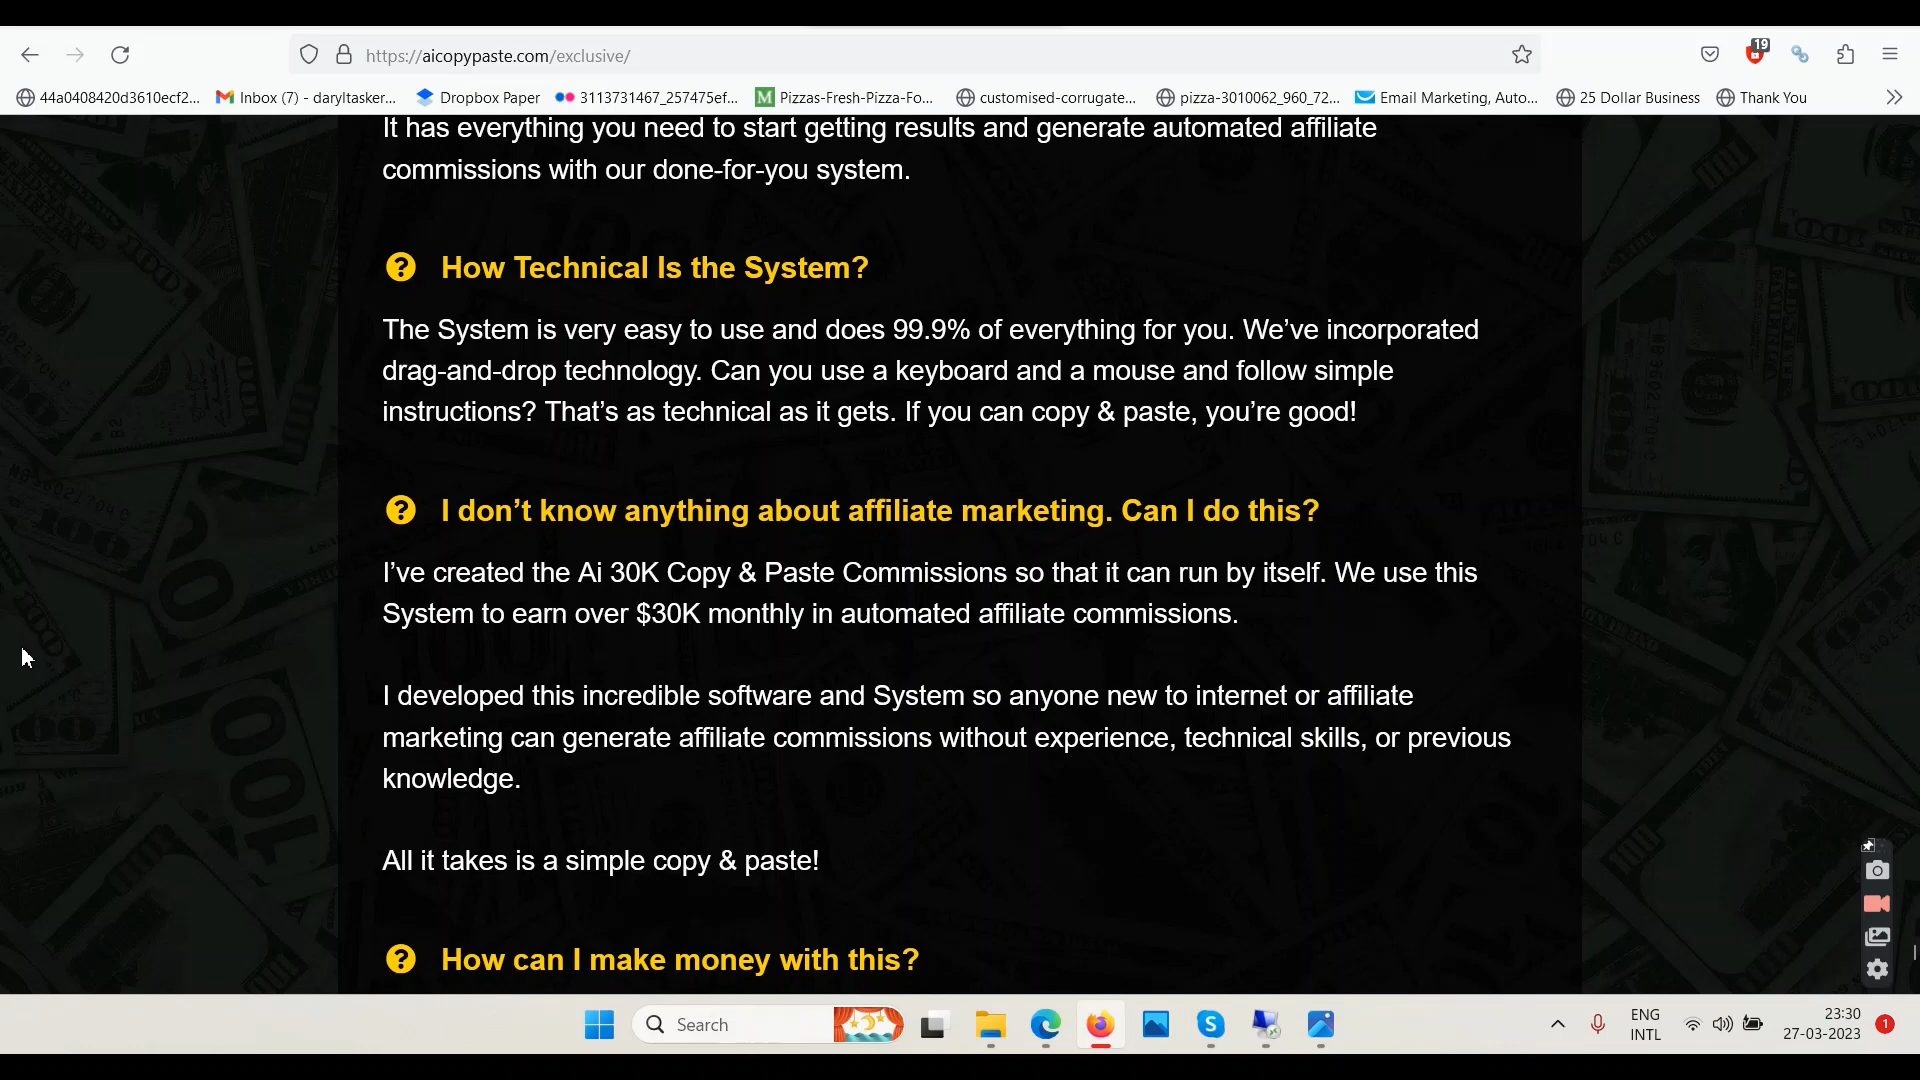 https://aicopypaste.com/exclusive/
19
44a0408420d3610ecf2...
Inbox (7) - daryltasker...
Dropbox Paper
3113731467_257475ef...
Pizzas-Fresh-Pizza-Fo...
customised-corrugate...
pizza-3010062_960_72...
Email Marketing, Auto...
25 Dollar Business
Thank You
It has everything you need to start getting results and generate automated affiliate
commissions with our done-for-you system.
How Technical Is the System?
The System is very easy to use and does 99.9% of everything for you. We’ve incorporated
drag-and-drop technology. Can you use a keyboard and a mouse and follow simple
instructions? That’s as technical as it gets. If you can copy & paste, you’re good!
I don’t know anything about affiliate marketing. Can I do this?
I’ve created the Ai 30K Copy & Paste Commissions so that it can run by itself. We use this
System to earn over $30K monthly in automated affiliate commissions.
I developed this incredible software and System so anyone new to internet or affiliate
marketing can generate affiliate commissions without experience, technical skills, or previous
knowledge.
All it takes is a simple copy & paste!
How can I make money with this?
Search
ENG
INTL
23:30
27-03-2023
1